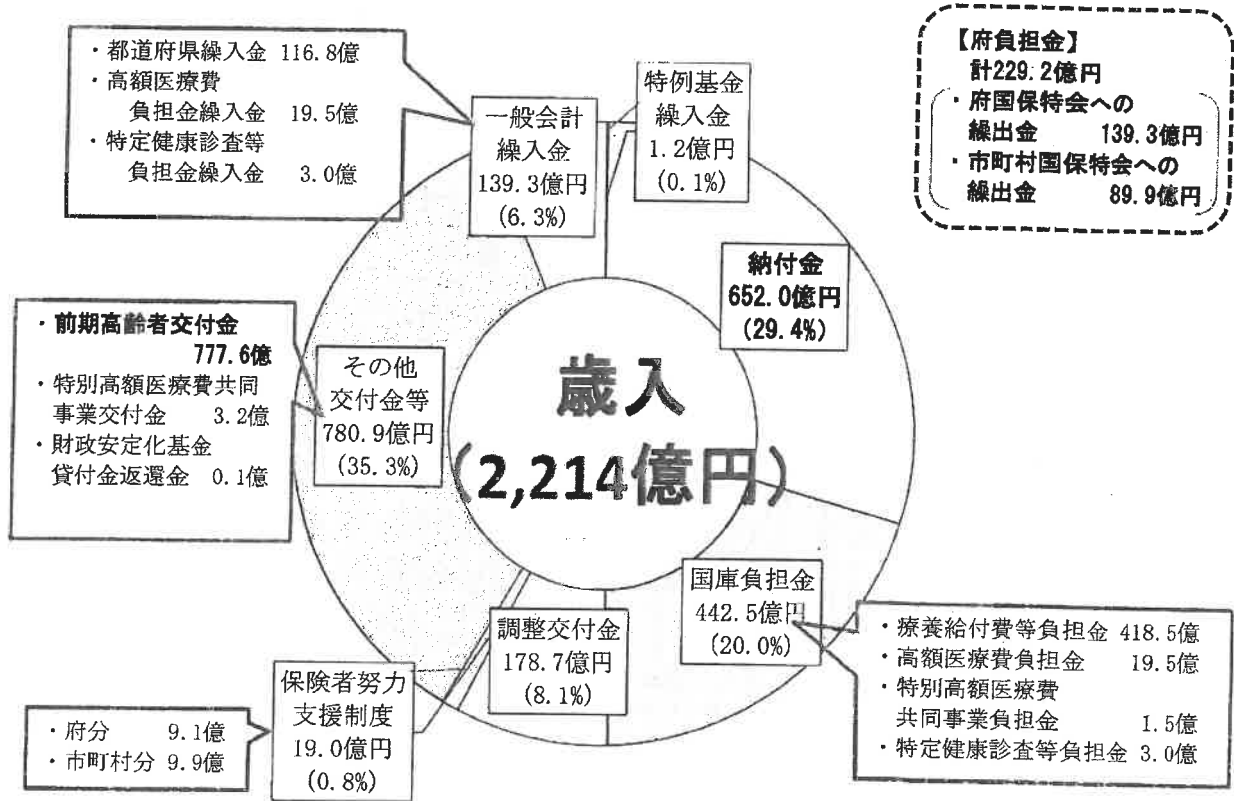 ・都道府県繰入金 116.8億
・高額医療費
負担金繰入金 19.5億
・特定健康診査等
負担金繰入金 3.0億
一般会計
繰入金
139.3億円
(6.3%)
特例基金
繰入金
1.2億円
(0.1%)
【府負担金】
計229.2億円
・府国保特会への
繰出金 139.3億円
・市町村国保特会への
繰出金 89.9億円
納付金
652.0億円
(29.4%)
・前期高齢者交付金
777.6億
・特別高額医療費共同
事業交付金 3.2億
・財政安定化基金
貸付金返還金 0.1億
その他
交付金等
780.9億円
(35.3%)
歳入
(2,214億円)
国庫負担金
442.5億円
(20.0%)
・療養給付費等負担金 418.5億
・高額医療費負担金 19.5億
・特別高額医療費
共同事業負担金 1.5億
・特定健康診査等負担金 3.0億
調整交付金
178.7億円
(8.1%)
保険者努力
支援制度
19.0億円
(0.8%)
・府分 9.1億
・市町村分 9.9億